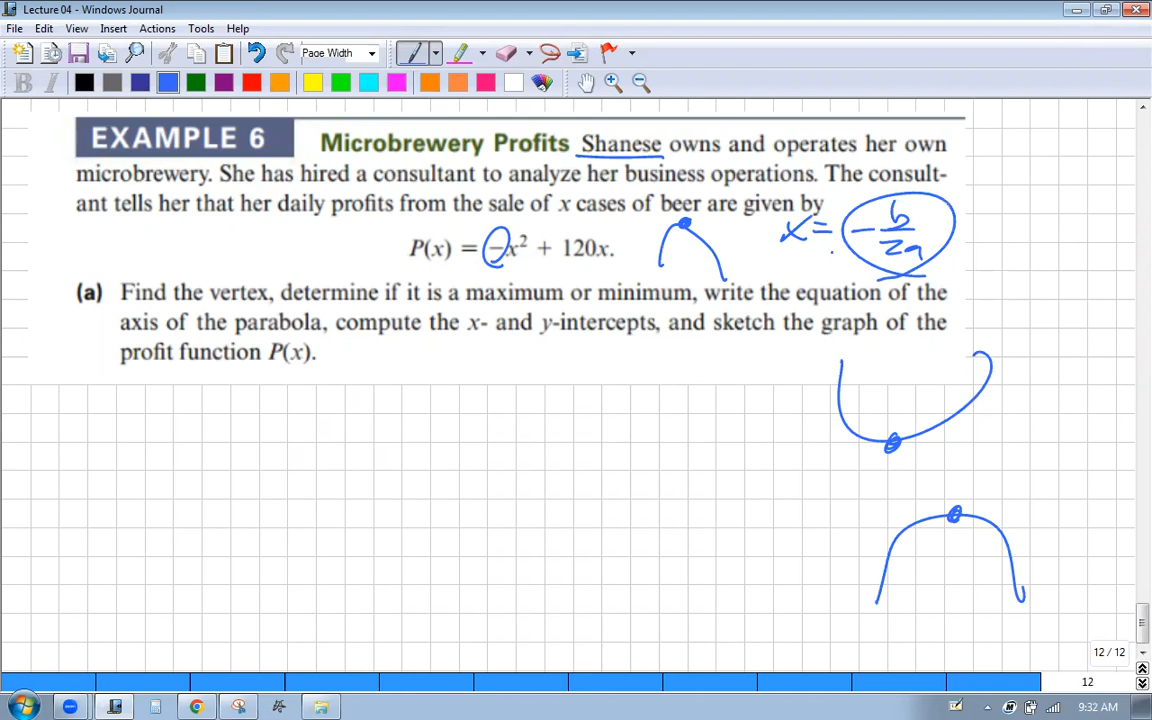 Lecture 04 - Windows Journal
File Edit View Insert Actions Tools Help
Page Width
B I
EXAMPLE 6 Microbrewery Profits Shanese owns and operates her own
microbrewery. She has hired a consultant to analyze her business operations. The consult-
ant tells her that her daily profits from the sale of x cases of beer are given by
P(x) = −x² + 120x.
x = − b/2a
(a) Find the vertex, determine if it is a maximum or minimum, write the equation of the
axis of the parabola, compute the x- and y-intercepts, and sketch the graph of the
profit function P(x).
12 / 12
12
9:32 AM